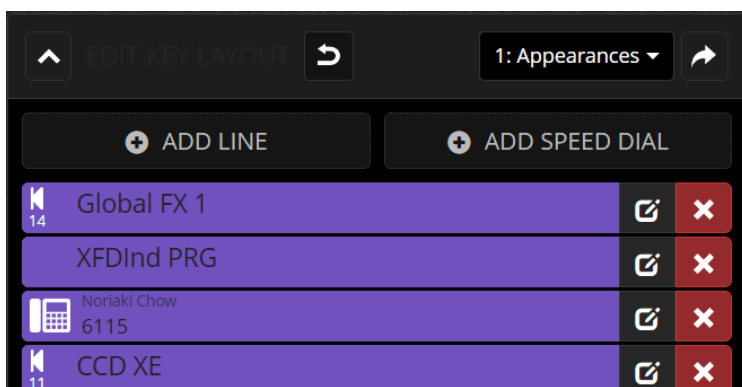 EDIT KEY LAYOUT
1: Appearances
ADD LINE
ADD SPEED DIAL
14
Global FX 1
XFDInd PRG
Noriaki Chow
6115
11
CCD XE